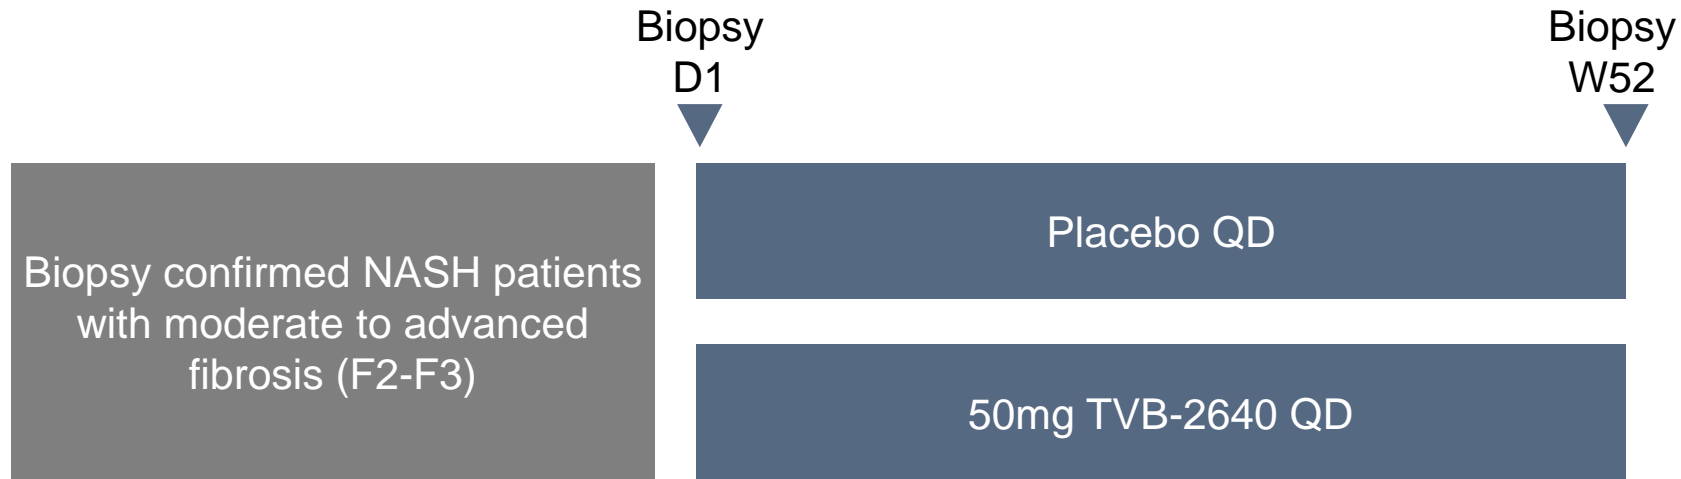 Biopsy
D1
Biopsy
W52
Biopsy confirmed NASH patients
with moderate to advanced
fibrosis (F2-F3)
Placebo QD
50mg TVB-2640 QD